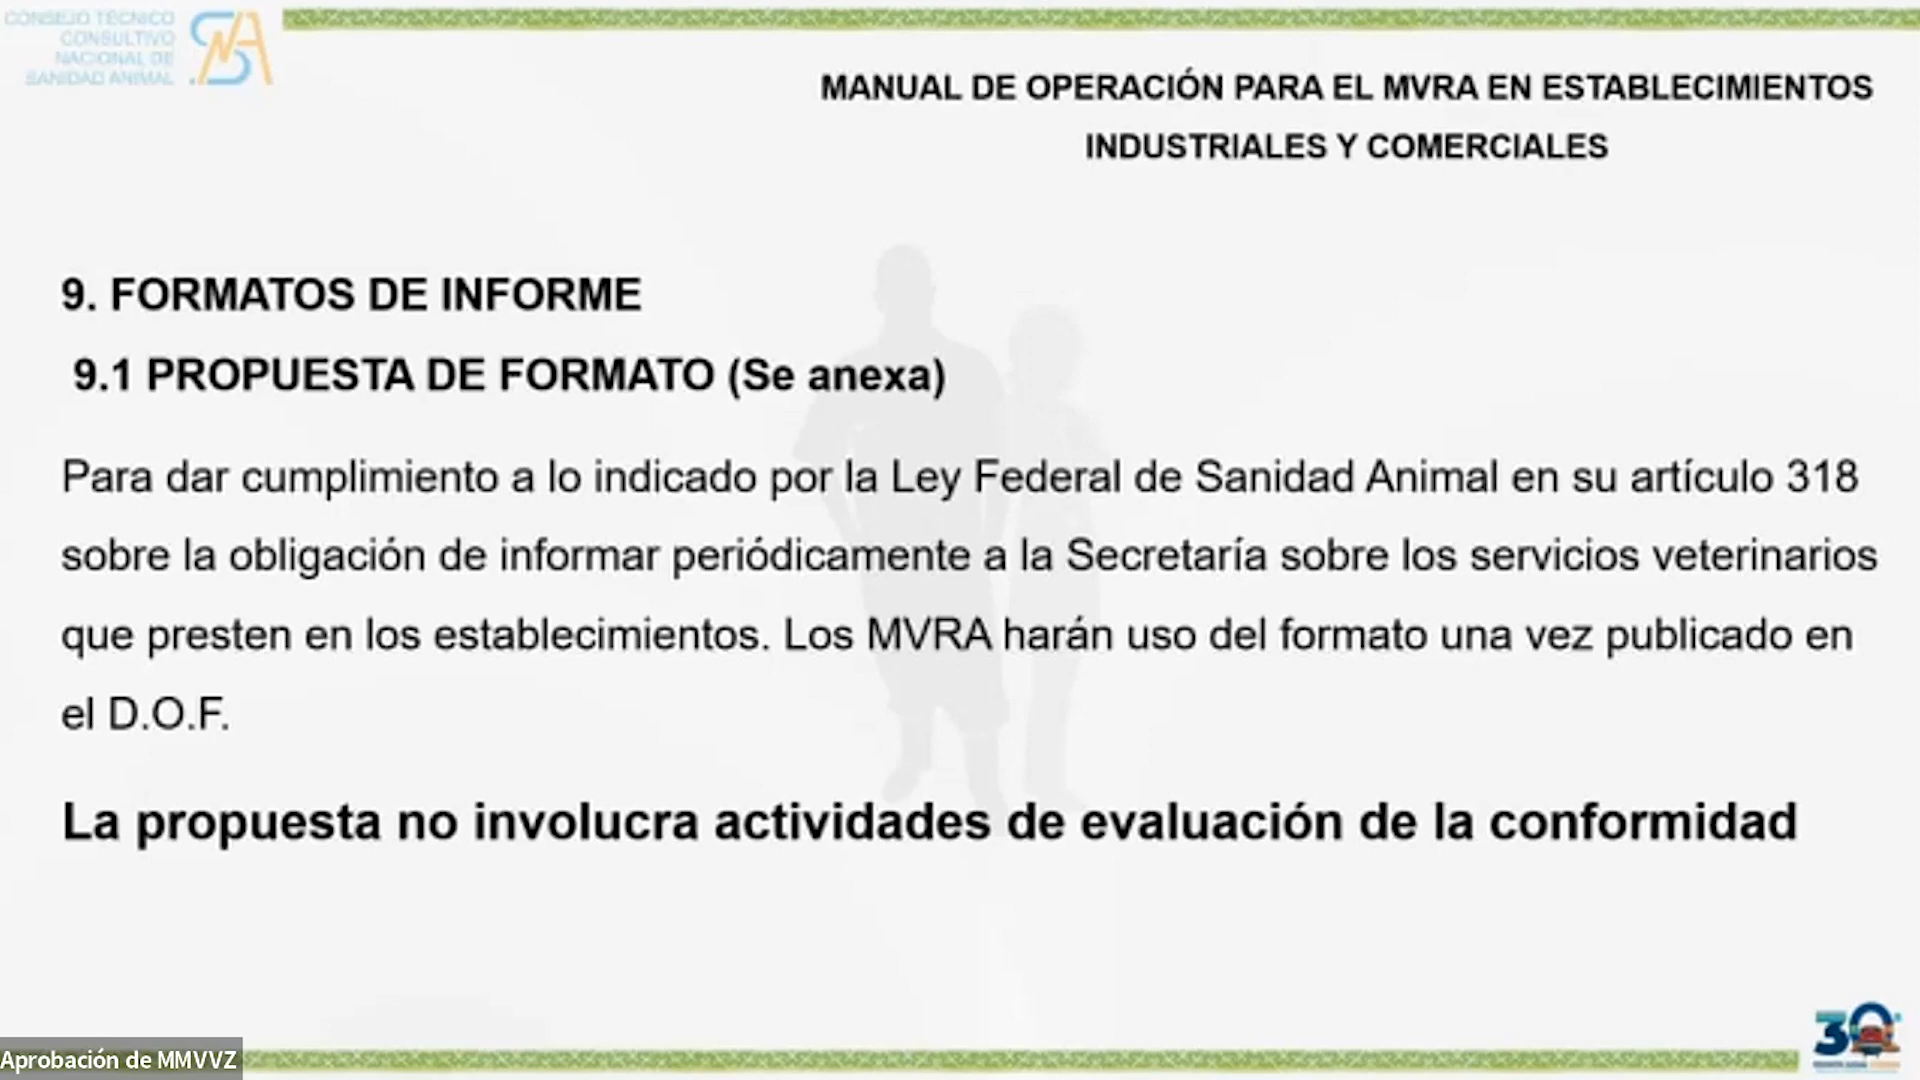 CONSEJO TÉCNICO
CONSULTIVO
NACIONAL DE
SANIDAD ANIMAL
MANUAL DE OPERACIÓN PARA EL MVRA EN ESTABLECIMIENTOS
INDUSTRIALES Y COMERCIALES
9. FORMATOS DE INFORME
9.1 PROPUESTA DE FORMATO (Se anexa)
Para dar cumplimiento a lo indicado por la Ley Federal de Sanidad Animal en su artículo 318
sobre la obligación de informar periódicamente a la Secretaría sobre los servicios veterinarios
que presten en los establecimientos. Los MVRA harán uso del formato una vez publicado en
el D.O.F.
La propuesta no involucra actividades de evaluación de la conformidad
30
Aprobación de MMVVZ